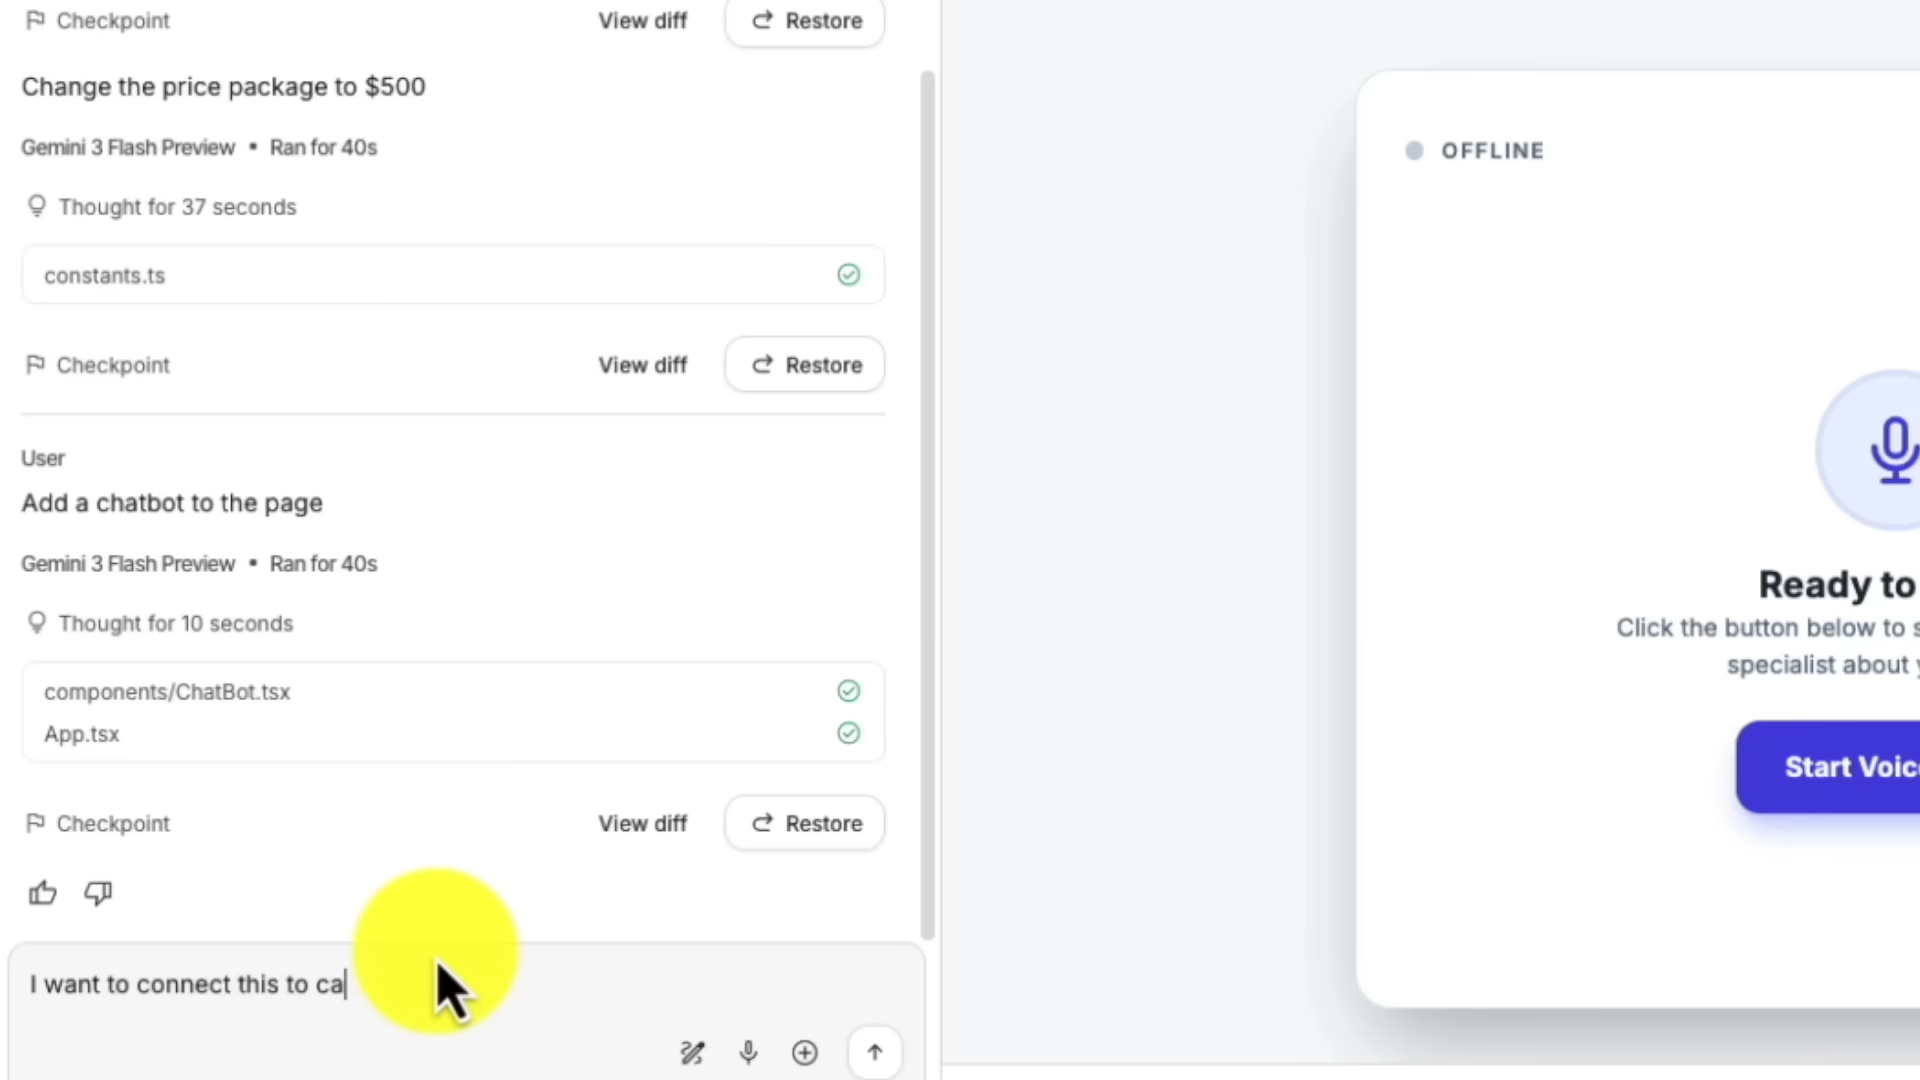 Checkpoint View diff Restore
Change the price package to $500
Gemini 3 Flash Preview • Ran for 40s
Thought for 37 seconds
constants.ts
Checkpoint View diff Restore
User
Add a chatbot to the page
Gemini 3 Flash Preview • Ran for 40s
Thought for 10 seconds
components/ChatBot.tsx
App.tsx
Checkpoint View diff Restore
I want to connect this to ca
OFFLINE
Ready to
Click the button below to s
specialist about y
Start Voic